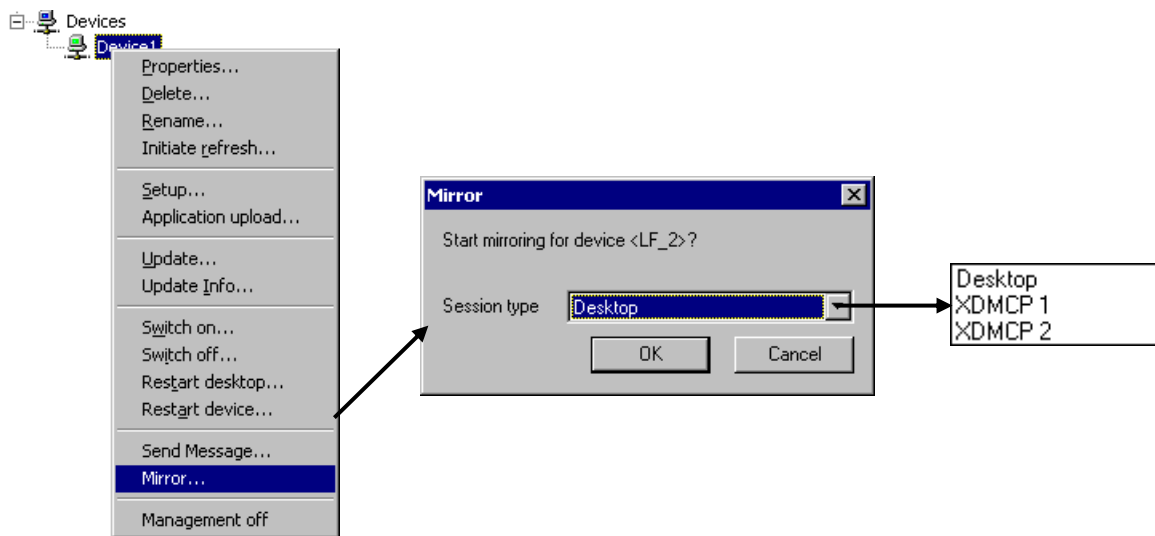 Devices
Device1
Properties...
Delete...
Rename...
Initiate refresh...
Setup...
Application upload...
Update...
Update Info...
Switch on...
Switch off...
Restart desktop...
Restart device...
Send Message...
Mirror...
Management off
Mirror
Start mirroring for device <LF_2>?
Session type Desktop
OK Cancel
Desktop
XDMCP 1
XDMCP 2